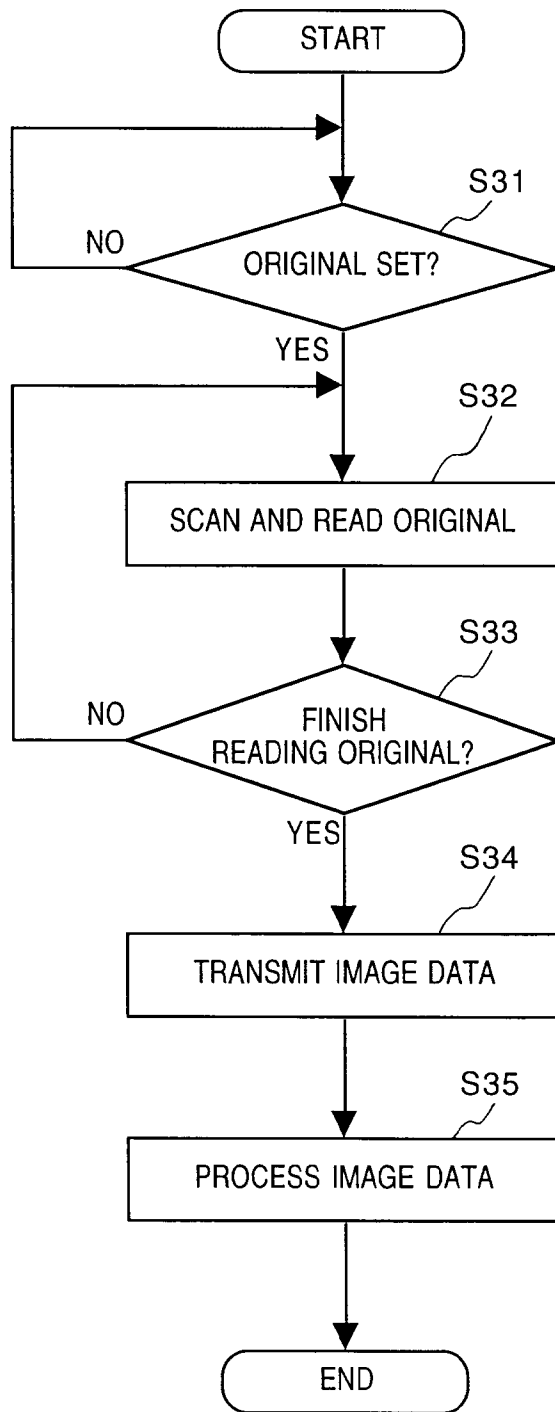 START
S31
NO
ORIGINAL SET?
YES
S32
SCAN AND READ ORIGINAL
S33
NO
FINISH
READING ORIGINAL?
YES
S34
TRANSMIT IMAGE DATA
S35
PROCESS IMAGE DATA
END